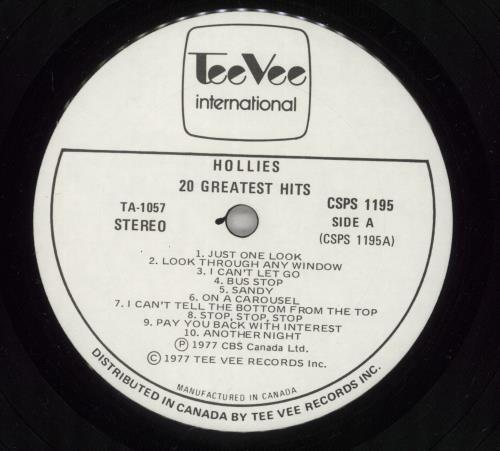 TeeVee
international
HOLLIES
20 GREATEST HITS
TA-1057
STEREO
CSPS 1195
SIDE A
(CSPS 1195A)
1. JUST ONE LOOK
2. LOOK THROUGH ANY WINDOW
3. I CAN'T LET GO
4. BUS STOP
5. SANDY
6. ON A CAROUSEL
7. I CAN'T TELL THE BOTTOM FROM THE TOP
8. STOP, STOP, STOP
9. PAY YOU BACK WITH INTEREST
10. ANOTHER NIGHT
Ⓟ 1977 CBS Canada Ltd.
© 1977 TEE VEE RECORDS Inc.
MANUFACTURED IN CANADA
DISTRIBUTED IN CANADA BY TEE VEE RECORDS INC.